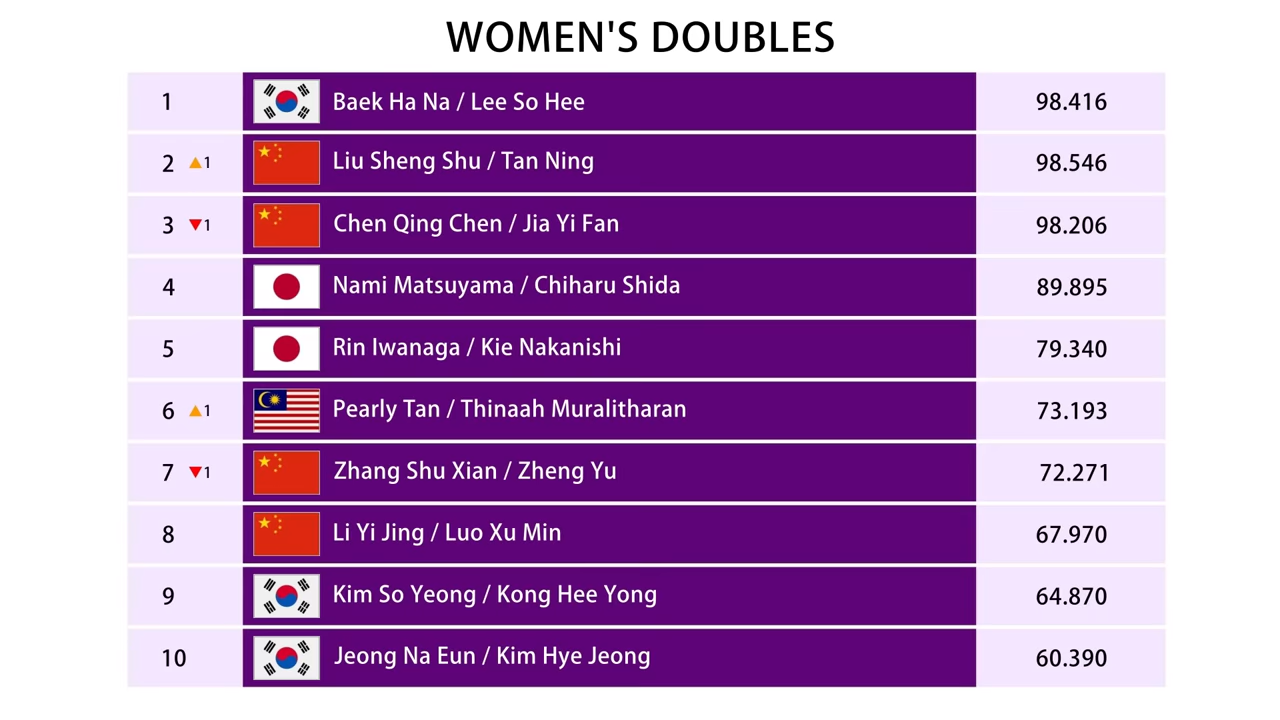 WOMEN'S DOUBLES
1 Baek Ha Na / Lee So Hee 98.416
2 ▲1 Liu Sheng Shu / Tan Ning 98.546
3 ▼1 Chen Qing Chen / Jia Yi Fan 98.206
4 Nami Matsuyama / Chiharu Shida 89.895
5 Rin Iwanaga / Kie Nakanishi 79.340
6 ▲1 Pearly Tan / Thinaah Muralitharan 73.193
7 ▼1 Zhang Shu Xian / Zheng Yu 72.271
8 Li Yi Jing / Luo Xu Min 67.970
9 Kim So Yeong / Kong Hee Yong 64.870
10 Jeong Na Eun / Kim Hye Jeong 60.390